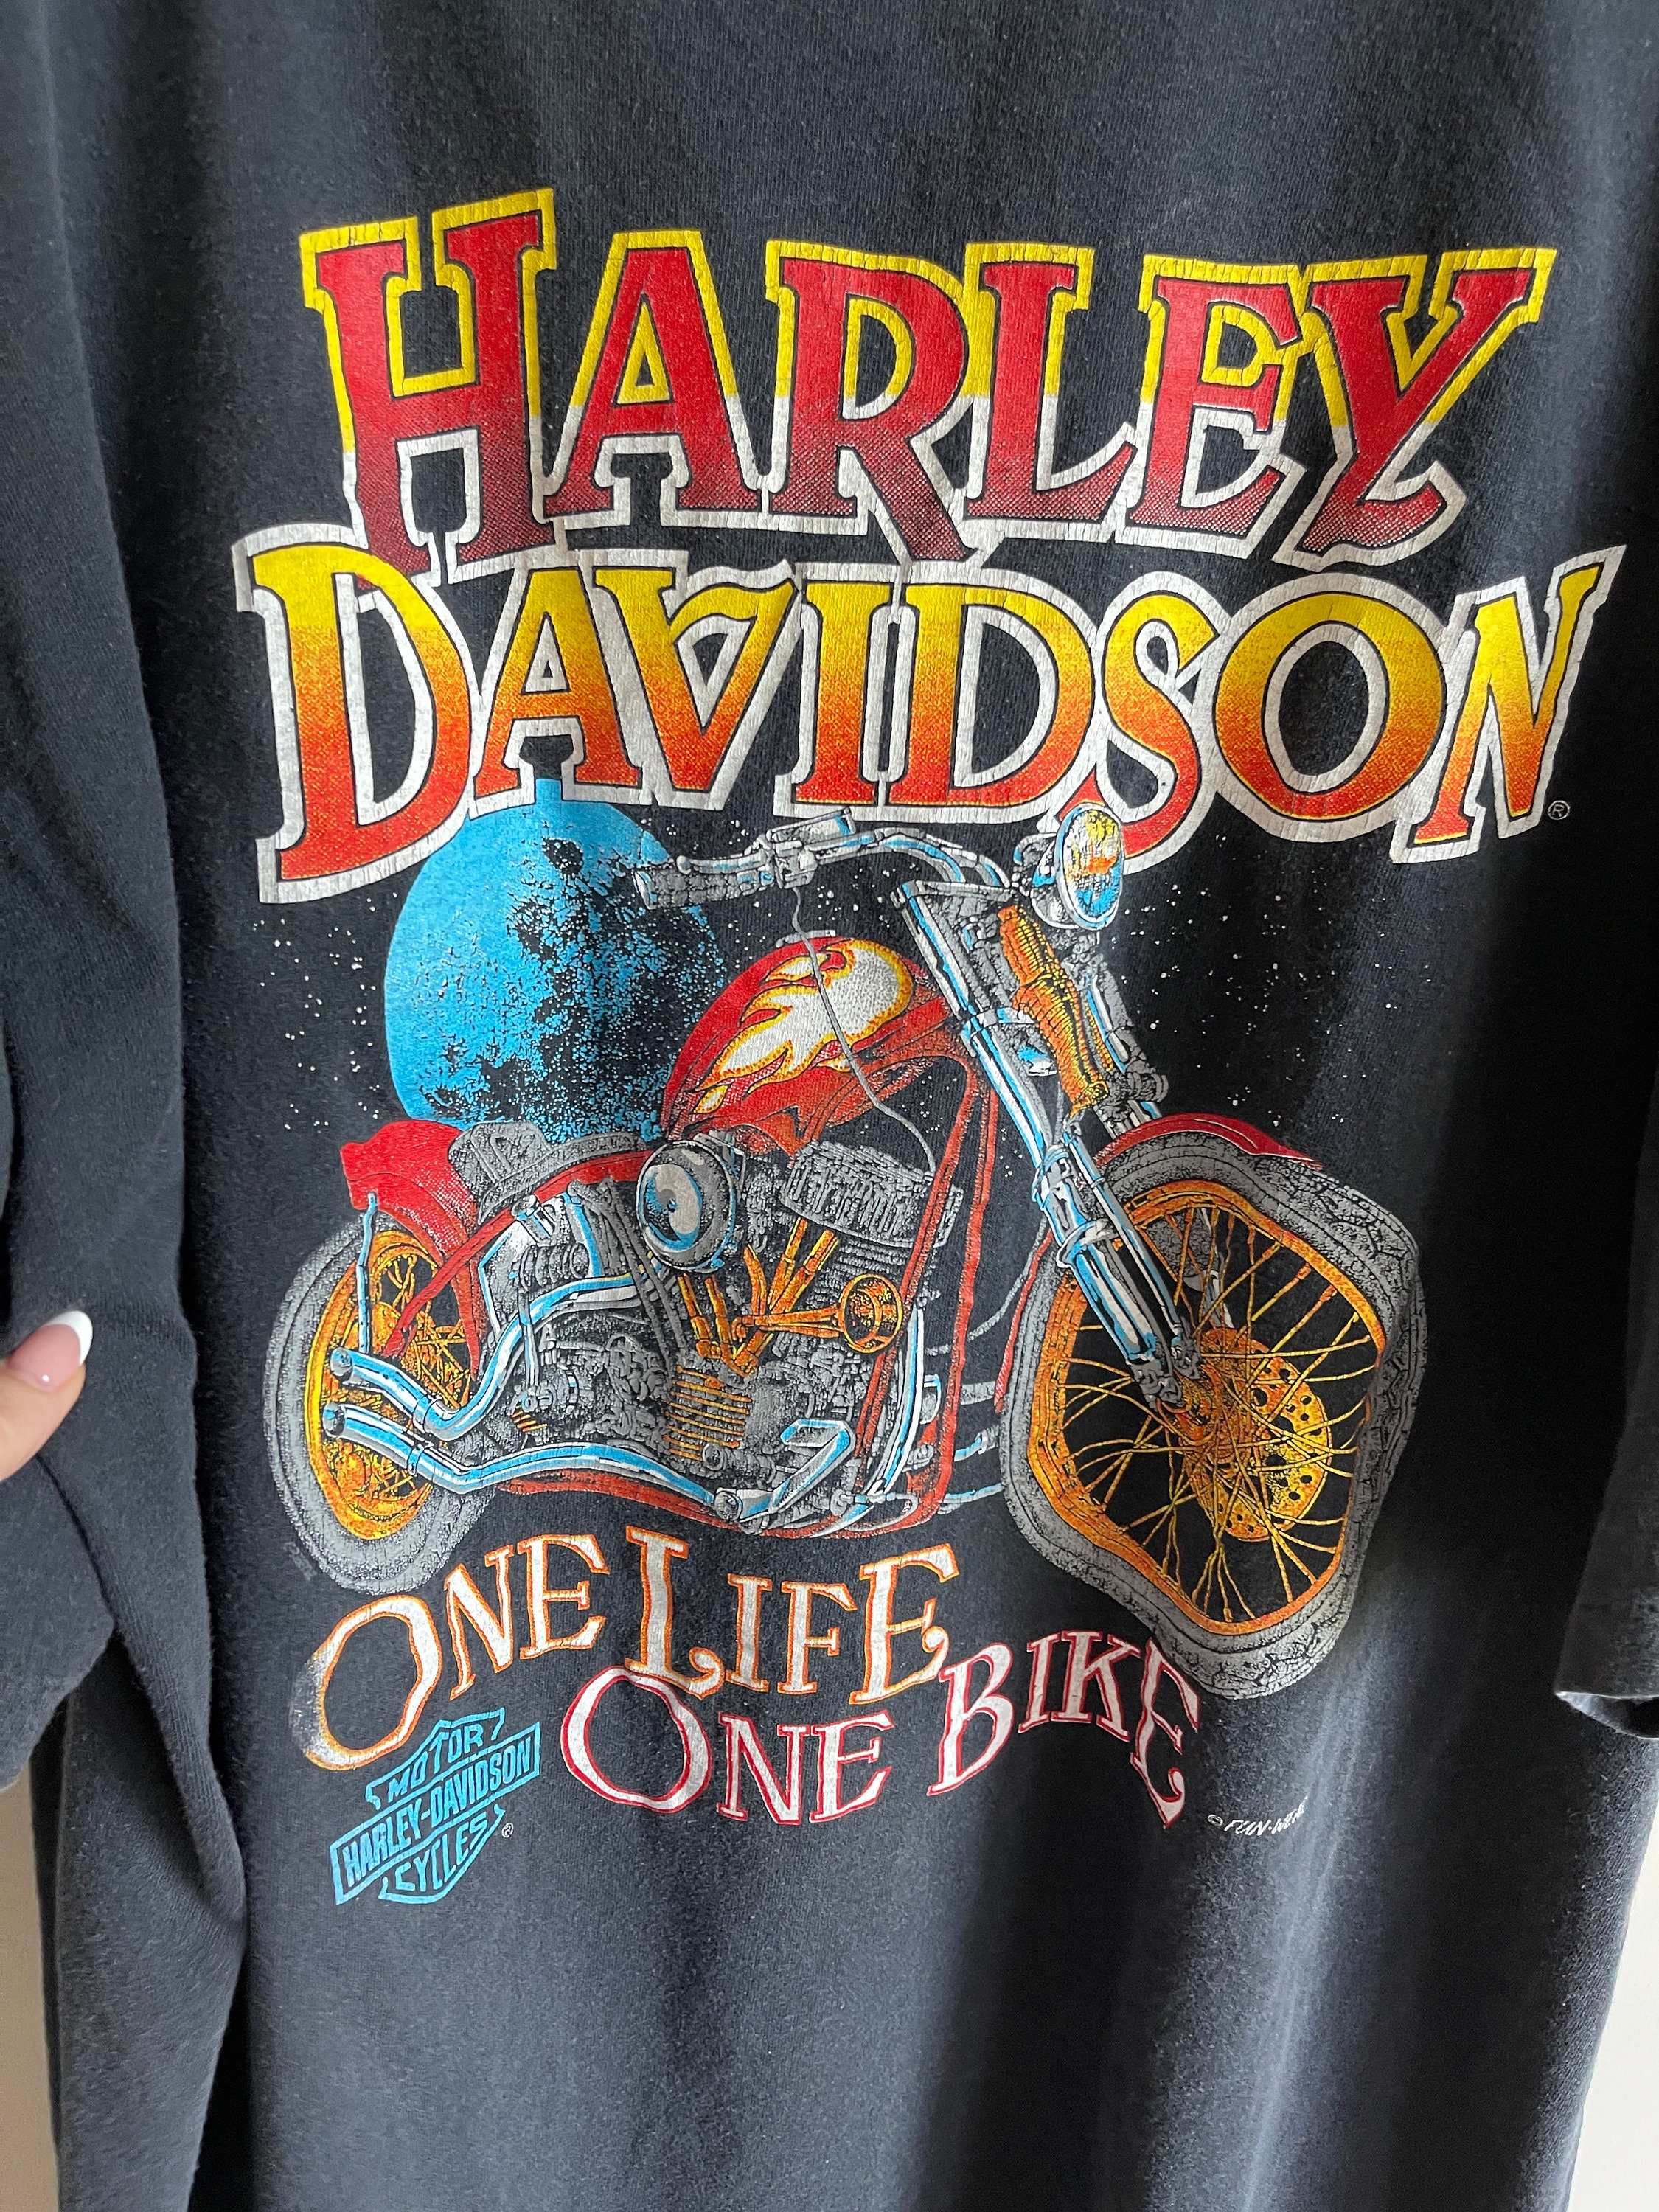 HARLEY
DAVIDSON®
ONE LIFE
ONE BIKE
MOTOR
HARLEY-DAVIDSON
CYCLES®
©